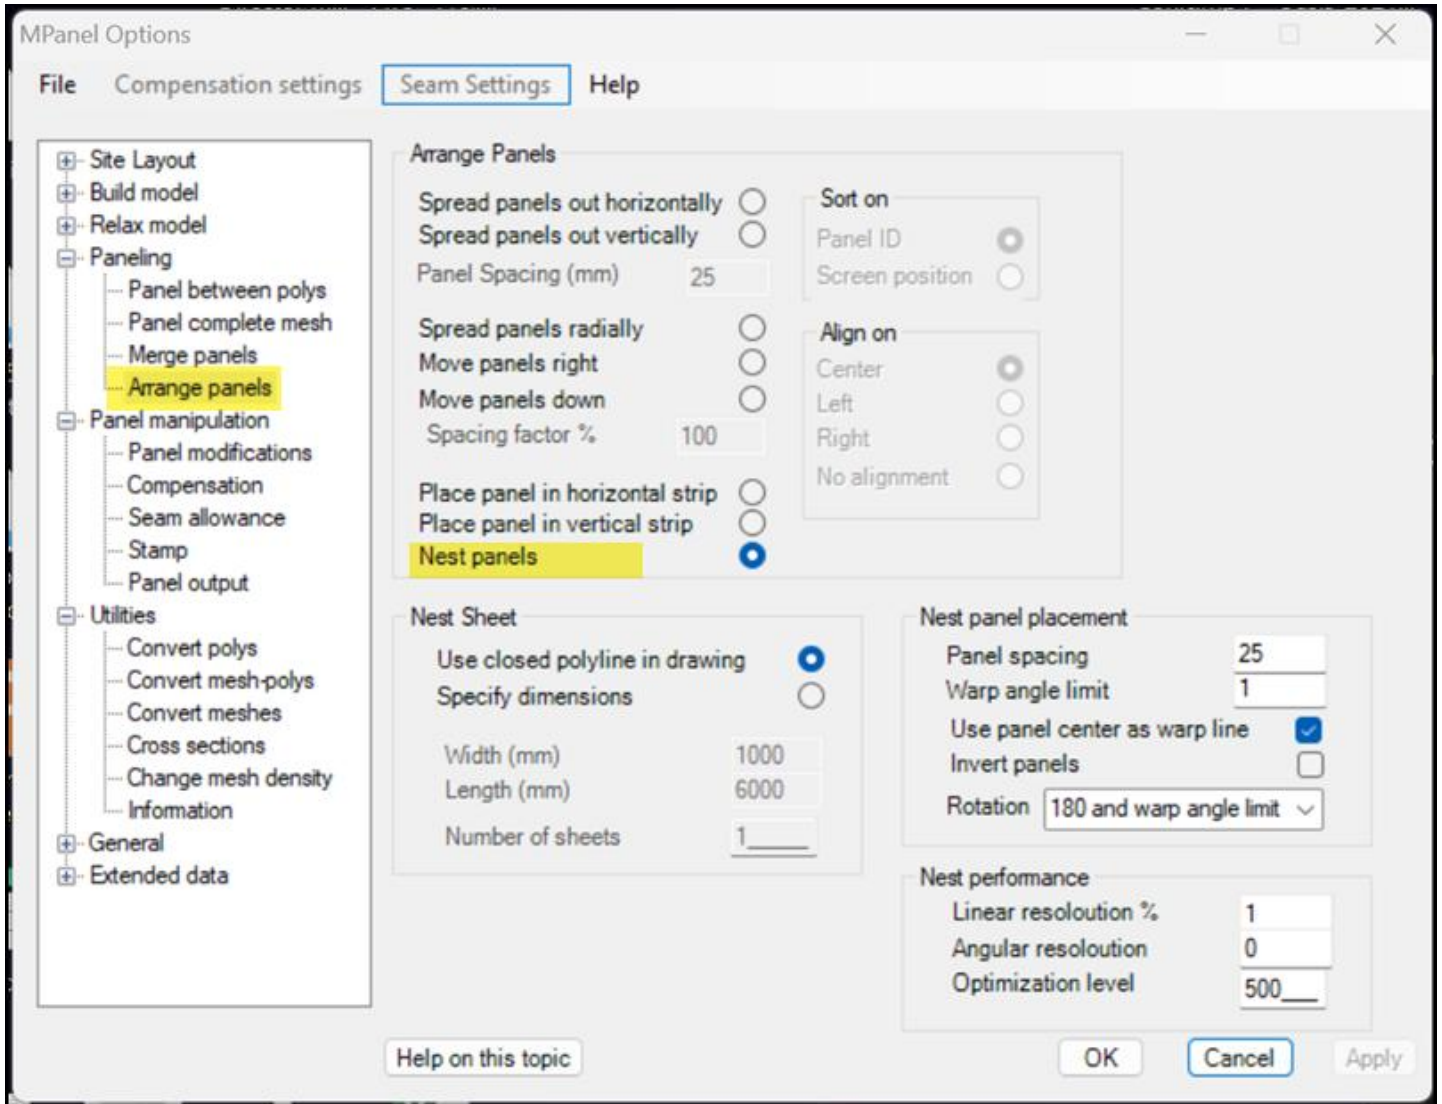 MPanel Options
File Compensation settings Seam Settings Help
Site Layout
Build model
Relax model
Paneling
Panel between polys
Panel complete mesh
Merge panels
Arrange panels
Panel manipulation
Panel modifications
Compensation
Seam allowance
Stamp
Panel output
Utilities
Convert polys
Convert mesh-polys
Convert meshes
Cross sections
Change mesh density
Information
General
Extended data
Arrange Panels
Spread panels out horizontally
Spread panels out vertically
Panel Spacing (mm) 25
Spread panels radially
Move panels right
Move panels down
Spacing factor % 100
Place panel in horizontal strip
Place panel in vertical strip
Nest panels
Sort on
Panel ID
Screen position
Align on
Center
Left
Right
No alignment
Nest Sheet
Use closed polyline in drawing
Specify dimensions
Width (mm) 1000
Length (mm) 6000
Number of sheets 1____
Nest panel placement
Panel spacing 25
Warp angle limit 1
Use panel center as warp line
Invert panels
Rotation 180 and warp angle limit
Nest performance
Linear resoloution % 1
Angular resoloution 0
Optimization level 500__
Help on this topic
OK Cancel Apply